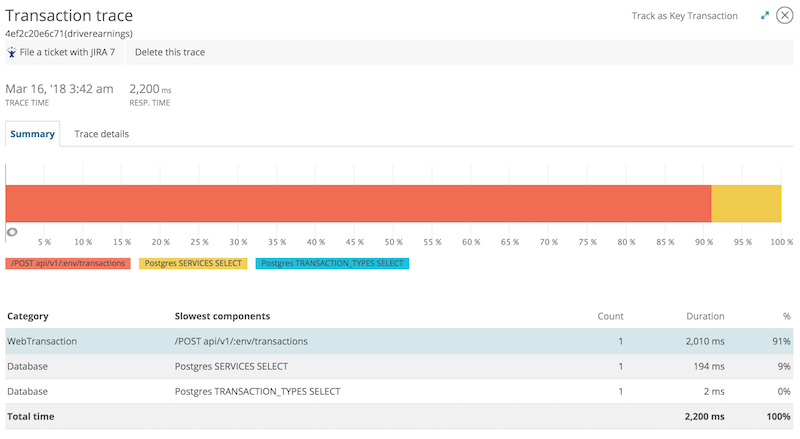 Transaction trace
Track as Key Transaction
4ef2c20e6c71(driverearnings)
File a ticket with JIRA 7 Delete this trace
Mar 16, '18 3:42 am 2,200 ms
TRACE TIME RESP. TIME
Summary Trace details
5 % 10 % 15 % 20 % 25 % 30 % 35 % 40 % 45 % 50 % 55 % 60 % 65 % 70 % 75 % 80 % 85 % 90 % 95 % 100 %
/POST api/v1/:env/transactions Postgres SERVICES SELECT Postgres TRANSACTION_TYPES SELECT
Category Slowest components Count Duration %
WebTransaction /POST api/v1/:env/transactions 1 2,010 ms 91%
Database Postgres SERVICES SELECT 1 194 ms 9%
Database Postgres TRANSACTION_TYPES SELECT 1 2 ms 0%
Total time 2,200 ms 100%